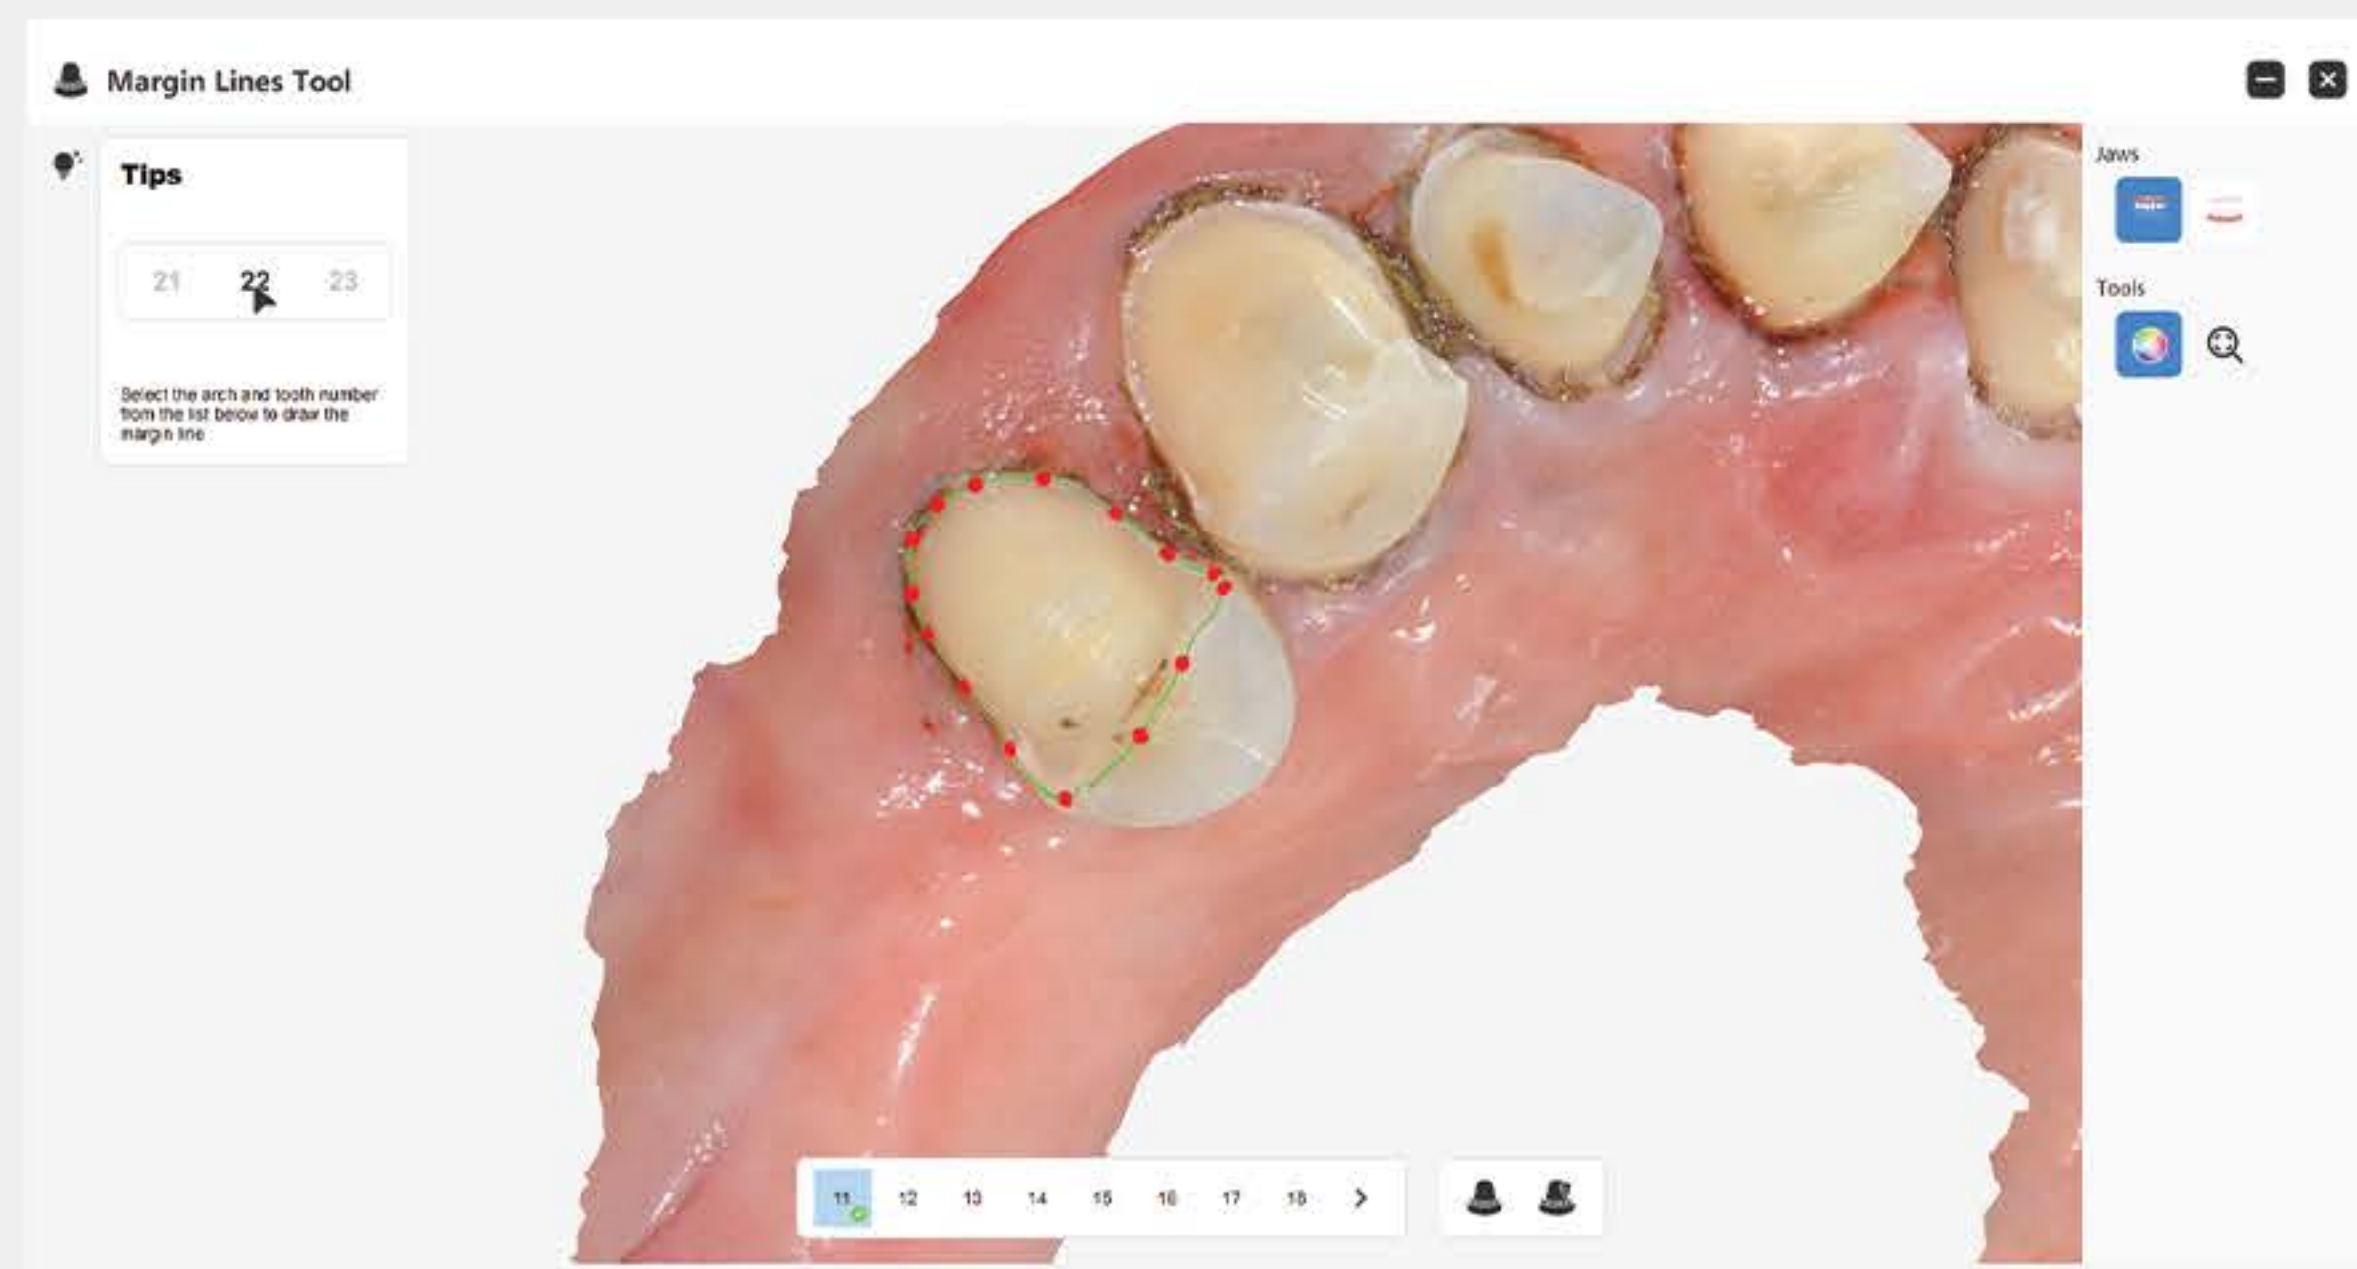 Margin Lines Tool
Tips
21 22 23
Select the arch and tooth number
from the list below to draw the
margin line
Jaws
Tools
11 12 13 14 15 16 17 18